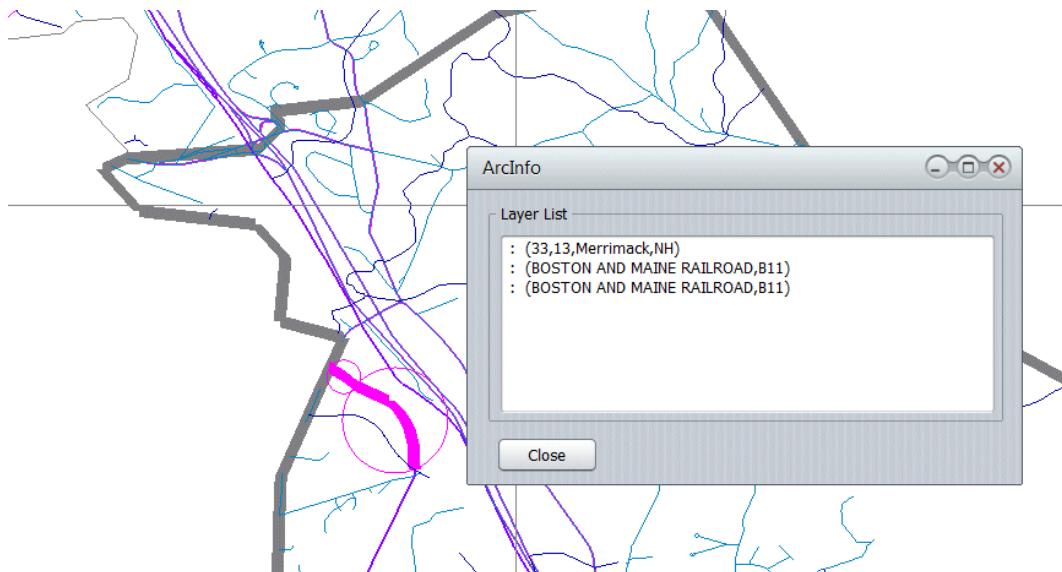 ArcInfo
Layer List
: (33,13,Merrimack,NH)
: (BOSTON AND MAINE RAILROAD,B11)
: (BOSTON AND MAINE RAILROAD,B11)
Close